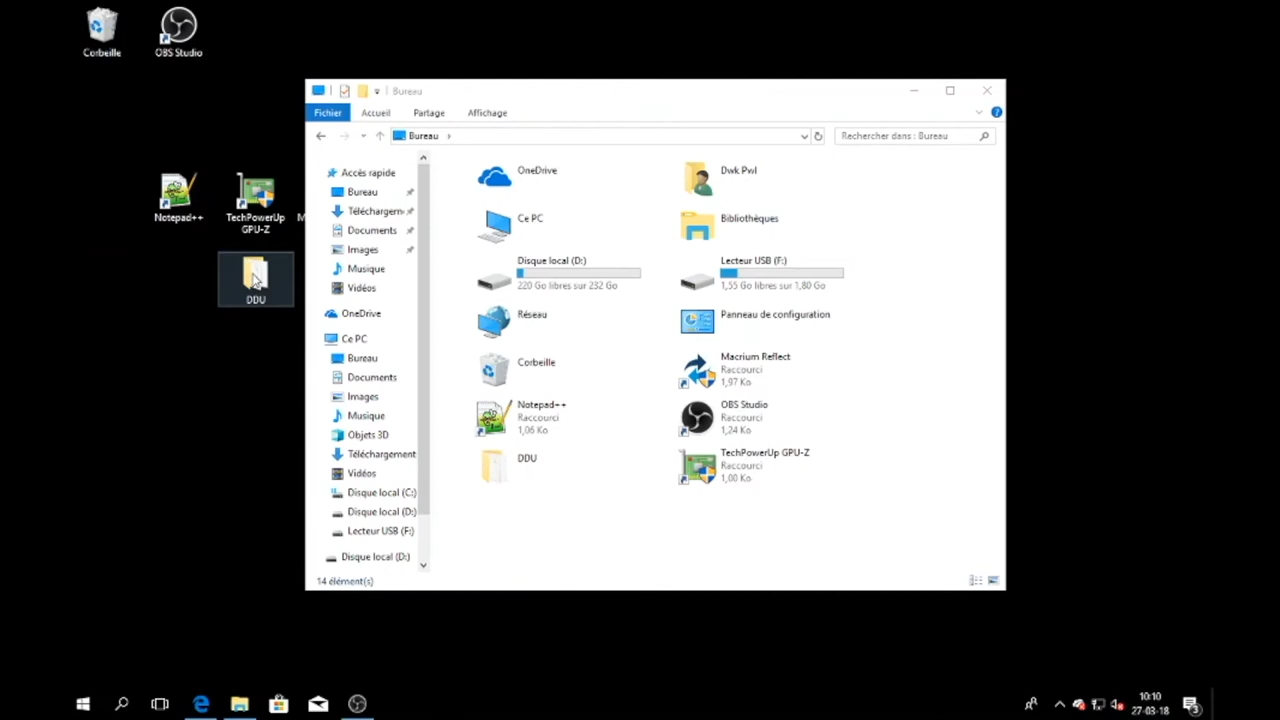 Corbeille
OBS Studio
Notepad++
TechPowerUp
GPU-Z
M
DDU
Bureau
Fichier
Accueil
Partage
Affichage
Bureau
Rechercher dans : Bureau
Accès rapide
Bureau
Téléchargem
Documents
Images
Musique
Vidéos
OneDrive
Ce PC
Bureau
Documents
Images
Musique
Objets 3D
Téléchargement
Vidéos
Disque local (C:)
Disque local (D:)
Lecteur USB (F:)
Disque local (D:)
OneDrive
Dwk Pwl
Ce PC
Bibliothèques
Disque local (D:)
220 Go libres sur 232 Go
Lecteur USB (F:)
1,55 Go libres sur 1,80 Go
Réseau
Panneau de configuration
Corbeille
Macrium Reflect
Raccourci
1,97 Ko
Notepad++
Raccourci
1,06 Ko
OBS Studio
Raccourci
1,24 Ko
DDU
TechPowerUp GPU-Z
Raccourci
1,00 Ko
14 élément(s)
10:10
27-03-18
3